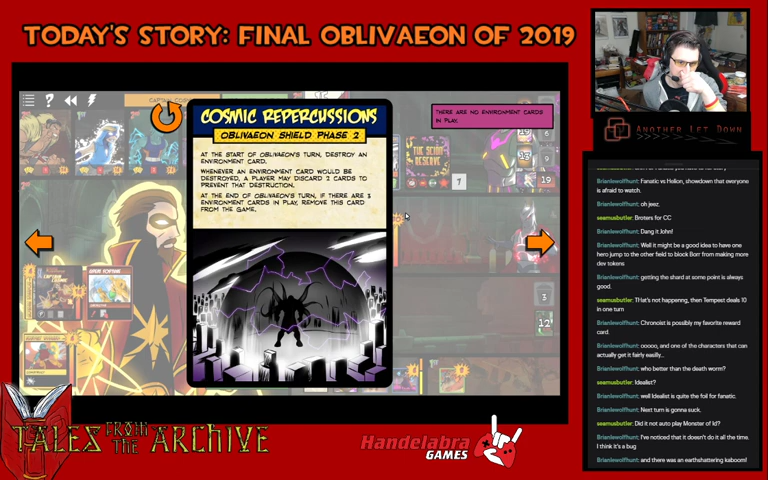 TODAY'S STORY: FINAL OBLIVAEON OF 2019
COSMIC REPERCUSSIONS
OBLIVAEON SHIELD PHASE 2
AT THE START OF OBLIVAEON'S TURN, DESTROY AN
ENVIRONMENT CARD.
WHENEVER AN ENVIRONMENT CARD WOULD BE
DESTROYED, A PLAYER MAY DISCARD 2 CARDS TO
PREVENT THAT DESTRUCTION.
AT THE END OF OBLIVAEON'S TURN, IF THERE ARE 3
ENVIRONMENT CARDS IN PLAY, REMOVE THIS CARD
FROM THE GAME.
THERE ARE NO ENVIRONMENT CARDS
IN PLAY.
THE SCION
RESERVE
7
19
3
12
TALES FROM THE ARCHIVE
Handelabra
GAMES
ANOTHER LET DOWN
Brianlewolfhunt: Fanatic vs Helion, showdown that everyone
is afraid to watch.
Brianlewolfhunt: oh jeez.
seamusbutler: Broters for CC
Brianlewolfhunt: Dang it John!
Brianlewolfhunt: Well it might be a good idea to have one
hero jump to the other field to block Borr from making more
dev tokens
Brianlewolfhunt: getting the shard at some point is always
good.
seamusbutler: THat's not happening, then Tempest deals 10
in one turn
Brianlewolfhunt: Chronoist is possibly my favorite reward
card.
Brianlewolfhunt: ooooo, and one of the characters that can
actually get it fairly easily...
Brianlewolfhunt: who better than the death worm?
seamusbutler: Idealist?
Brianlewolfhunt: well Idealist is quite the foil for fanatic.
Brianlewolfhunt: Next turn is gonna suck.
seamusbutler: Did it not auto play Monster of Id?
Brianlewolfhunt: I've noticed that it doesn't do it all the time.
I think it's a bug
Brianlewolfhunt: and there was an earthshattering kaboom!